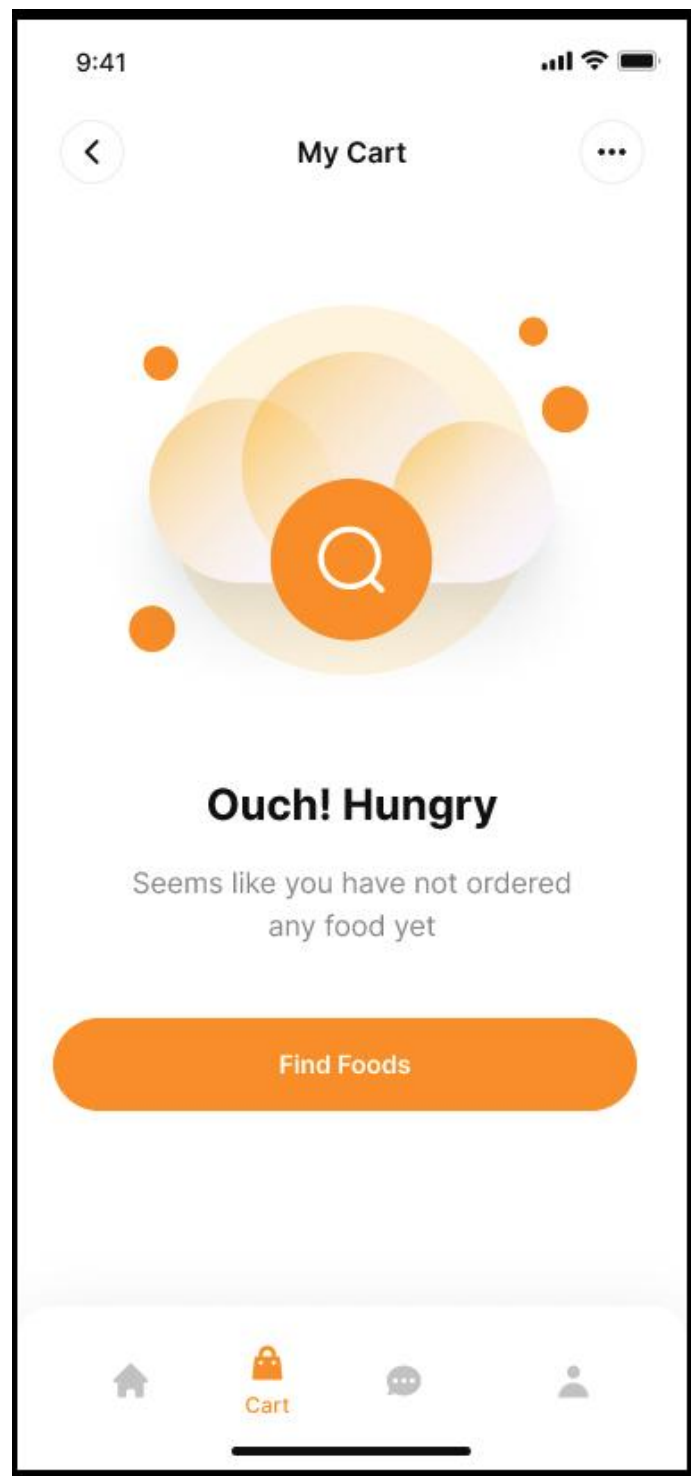 9:41
My Cart
Ouch! Hungry
Seems like you have not ordered
any food yet
Find Foods
Cart